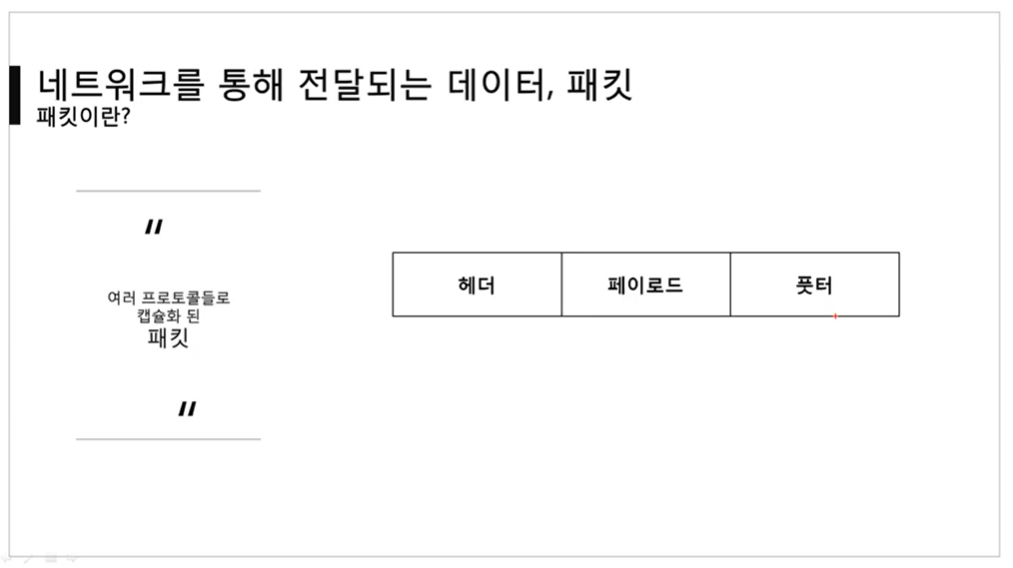 네트워크를 통해 전달되는 데이터, 패킷
패킷이란?
"
여러 프로토콜들로
캡슐화 된
패킷
"
헤더 페이로드 풋터